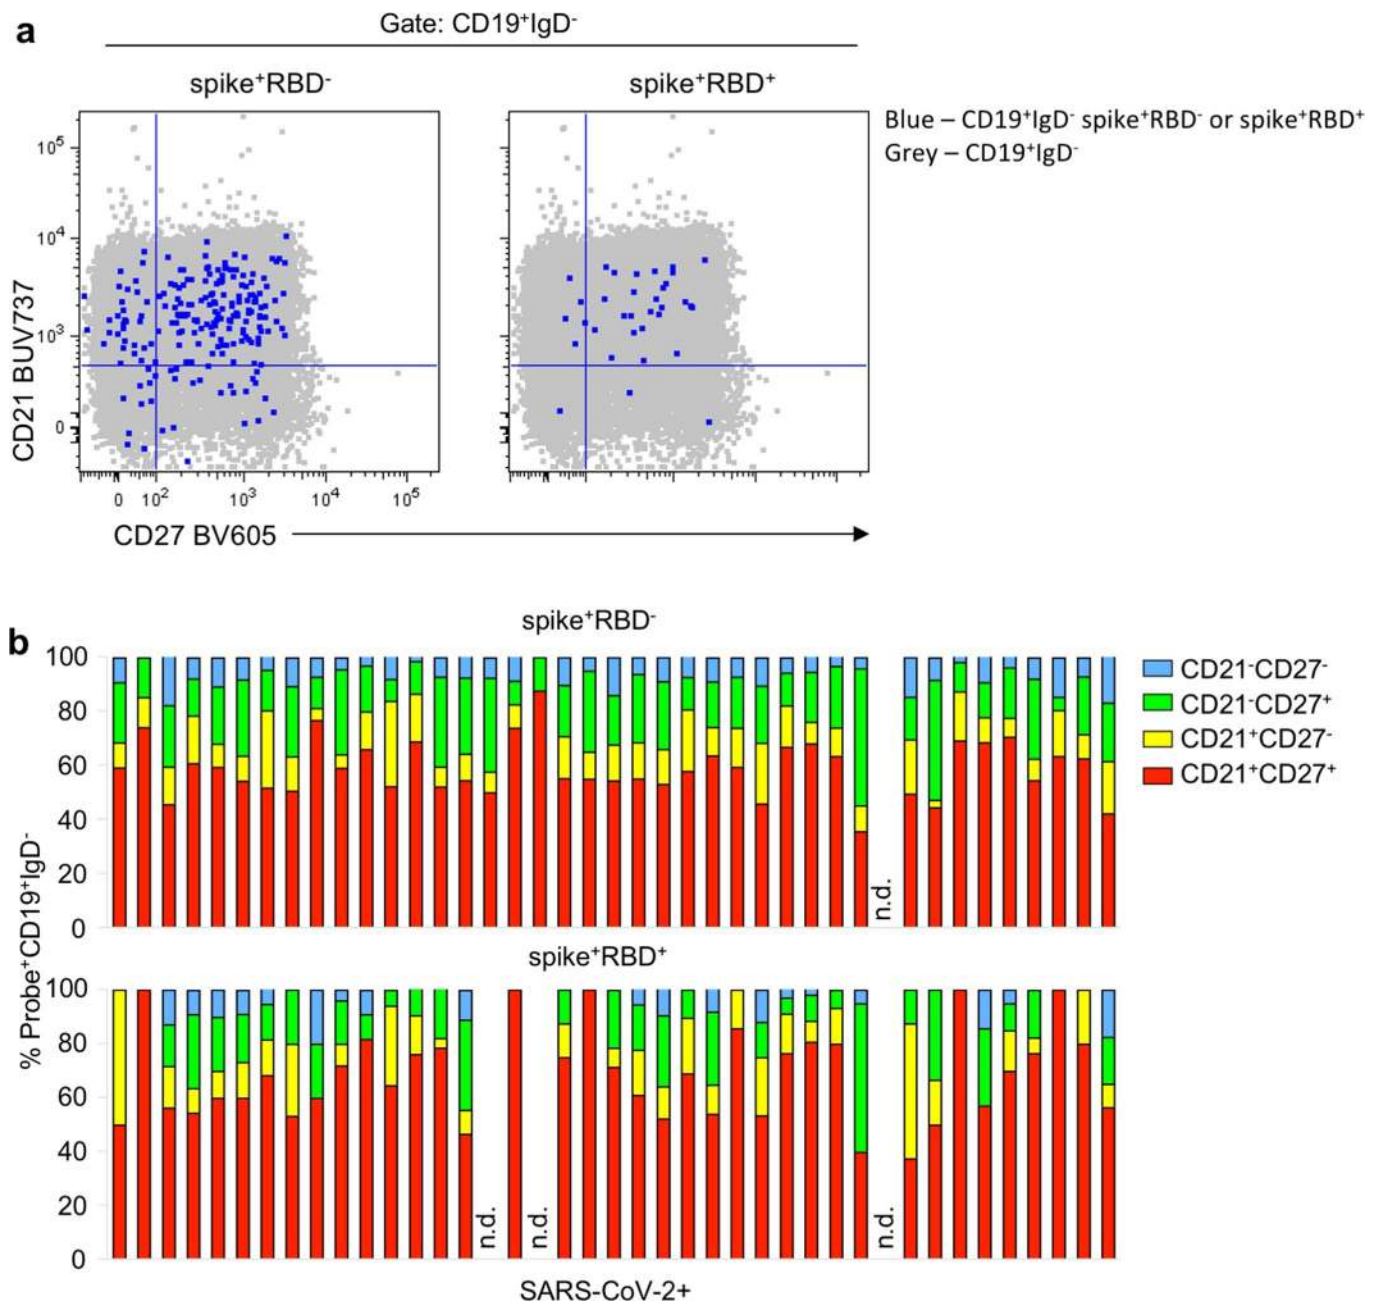 a
Gate: CD19⁺IgD⁻
spike⁺RBD⁻
spike⁺RBD⁺
Blue – CD19⁺IgD⁻ spike⁺RBD⁻ or spike⁺RBD⁺
Grey – CD19⁺IgD⁻
CD21 BUV737
10⁵
10⁴
10³
0
0 10² 10³ 10⁴ 10⁵
CD27 BV605
b
spike⁺RBD⁻
% Probe⁺CD19⁺IgD⁻
100
80
60
40
20
0
n.d.
CD21⁻CD27⁻
CD21⁻CD27⁺
CD21⁺CD27⁻
CD21⁺CD27⁺
spike⁺RBD⁺
100
80
60
40
20
0
n.d.
n.d.
n.d.
SARS-CoV-2+